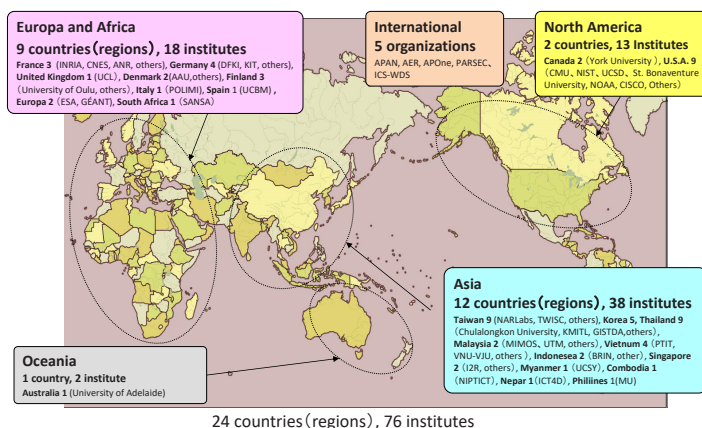 Europa and Africa
9 countries(regions), 18 institutes
France 3 (INRIA, CNES, ANR, others), Germany 4 (DFKI, KIT, others),
United Kingdom 1 (UCL), Denmark 2(AAU,others), Finland 3
(University of Oulu, others), Italy 1 (POLIMI), Spain 1 (UCBM) ,
Europa 2 (ESA, GÉANT), South Africa 1 (SANSA)
International
5 organizations
APAN, AER, APOne, PARSEC、
ICS-WDS
North America
2 countries, 13 Institutes
Canada 2 (York University ), U.S.A. 9
(CMU、NIST、UCSD、St. Bonaventure
University, NOAA, CISCO, Others)
Asia
12 countries(regions), 38 institutes
Taiwan 9 (NARLabs, TWISC, others), Korea 5, Thailand 9
(Chulalongkon University, KMITL, GISTDA,others),
Malaysia 2 (MIMOS、UTM, others), Vietnum 4 (PTIT,
VNU-VJU, others ), Indonesea 2 (BRIN, other), Singapore
2 (I2R, others), Myanmer 1 (UCSY), Combodia 1
(NIPTICT) , Nepar 1 (ICT4D) , Philiines 1(MU)
Oceania
1 country, 2 institute
Australia 1 (University of Adelaide)
24 countries(regions), 76 institutes